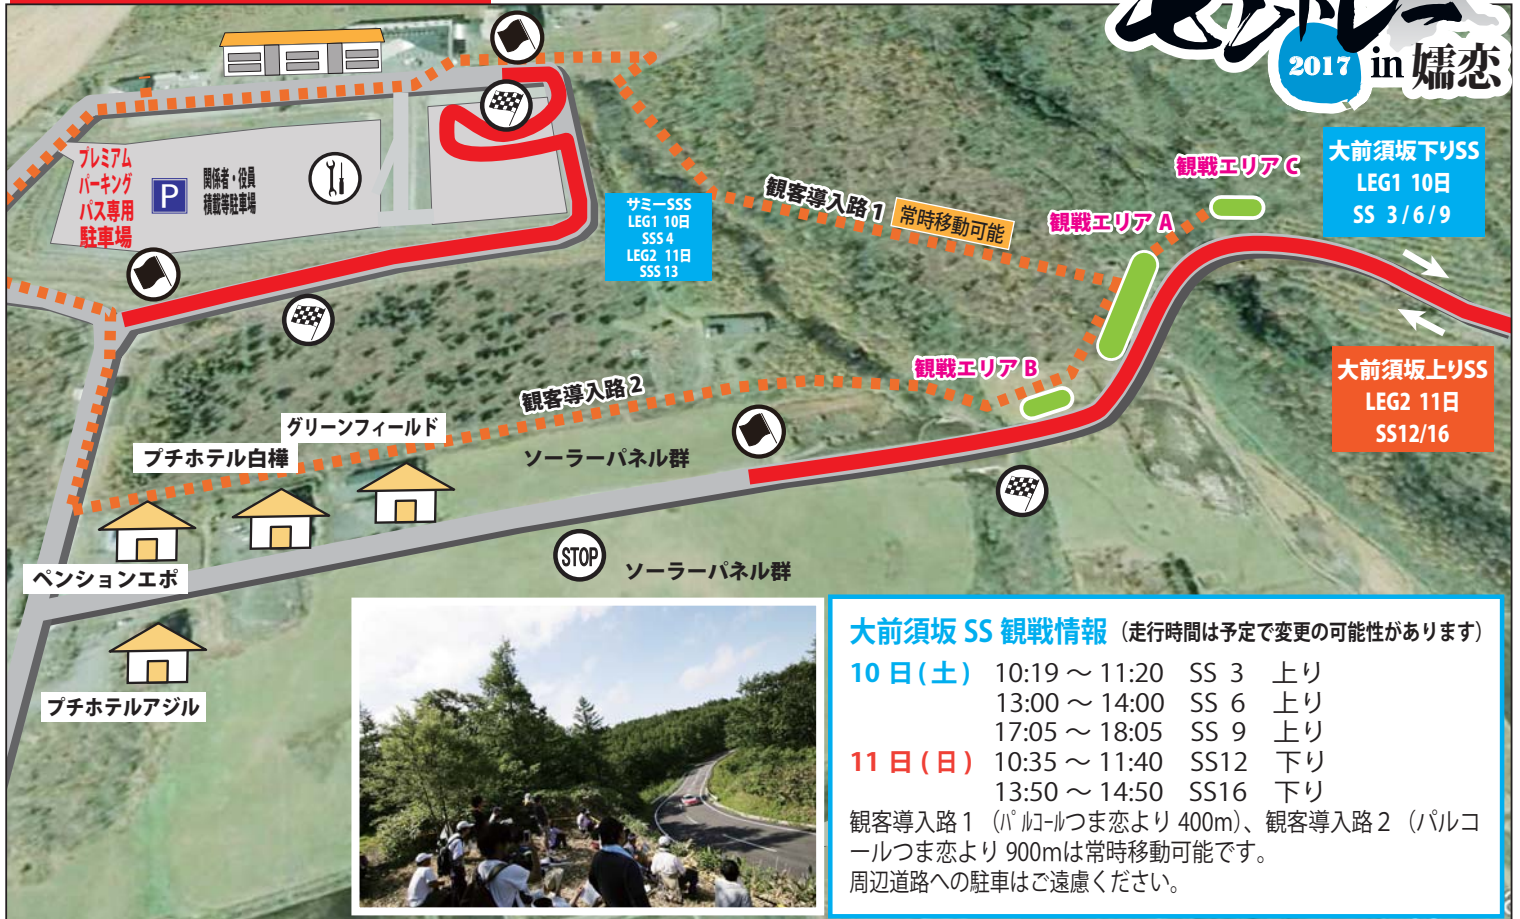 2017 in 嬬恋
プレミアム
パーキング
パス専用
駐車場
P
関係者・役員
積載等駐車場
サミーSSS
LEG1 10日
SSS 4
LEG2 11日
SSS 13
観客導入路 1
常時移動可能
観戦エリア C
観戦エリア A
観戦エリア B
大前須坂下りSS
LEG1 10日
SS 3 / 6 / 9
大前須坂上りSS
LEG2 11日
SS12/16
観客導入路 2
グリーンフィールド
プチホテル白樺
ソーラーパネル群
STOP
ソーラーパネル群
ペンションエポ
プチホテルアジル
大前須坂 SS 観戦情報 (走行時間は予定で変更の可能性があります)
10 日 ( 土 ) 10:19 ~ 11:20 SS 3 上り
13:00 ~ 14:00 SS 6 上り
17:05 ~ 18:05 SS 9 上り
11 日 ( 日 ) 10:35 ~ 11:40 SS12 下り
13:50 ~ 14:50 SS16 下り
観客導入路 1 (パルコールつま恋より 400m)、観客導入路 2 (パルコ
ールつま恋より 900mは常時移動可能です。
周辺道路への駐車はご遠慮ください。